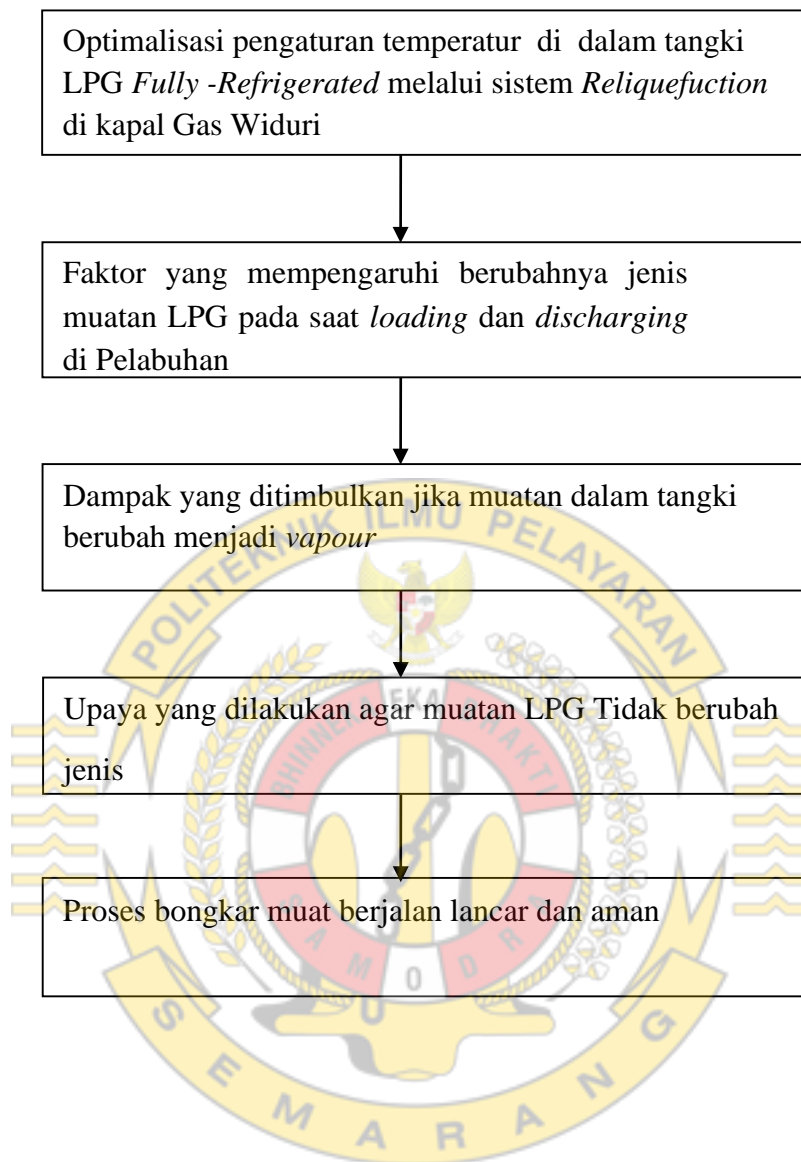 Optimalisasi pengaturan temperatur di dalam tangki
LPG Fully -Refrigerated melalui sistem Reliquefuction
di kapal Gas Widuri
Faktor yang mempengaruhi berubahnya jenis
muatan LPG pada saat loading dan discharging
di Pelabuhan
Dampak yang ditimbulkan jika muatan dalam tangki
berubah menjadi vapour
POLITEKNIK ILMU PELAYARAN
Upaya yang dilakukan agar muatan LPG Tidak berubah
jenis
BHINNEKA EKA BHAKTI
Proses bongkar muat berjalan lancar dan aman
SAMODRA
SEMARANG